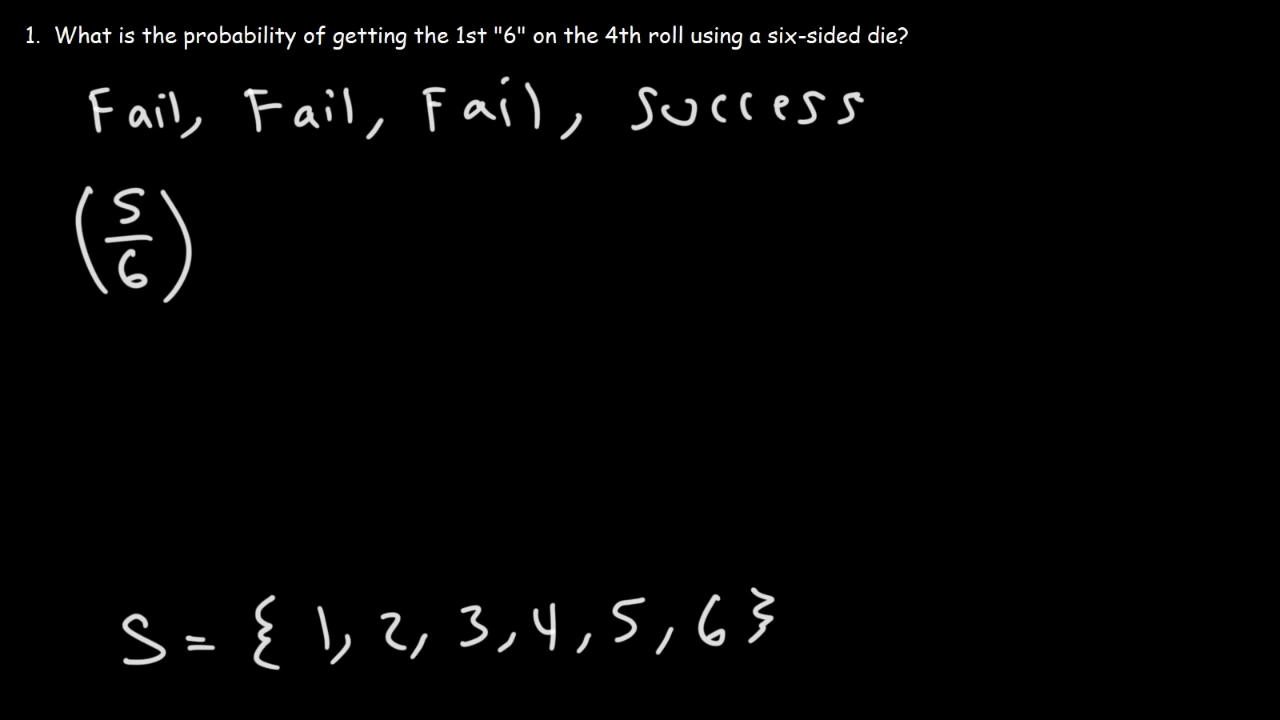 1. What is the probability of getting the 1st "6" on the 4th roll using a six-sided die?
Fail, Fail, Fail, Success
(5/6)
S = { 1, 2, 3, 4, 5, 6 }